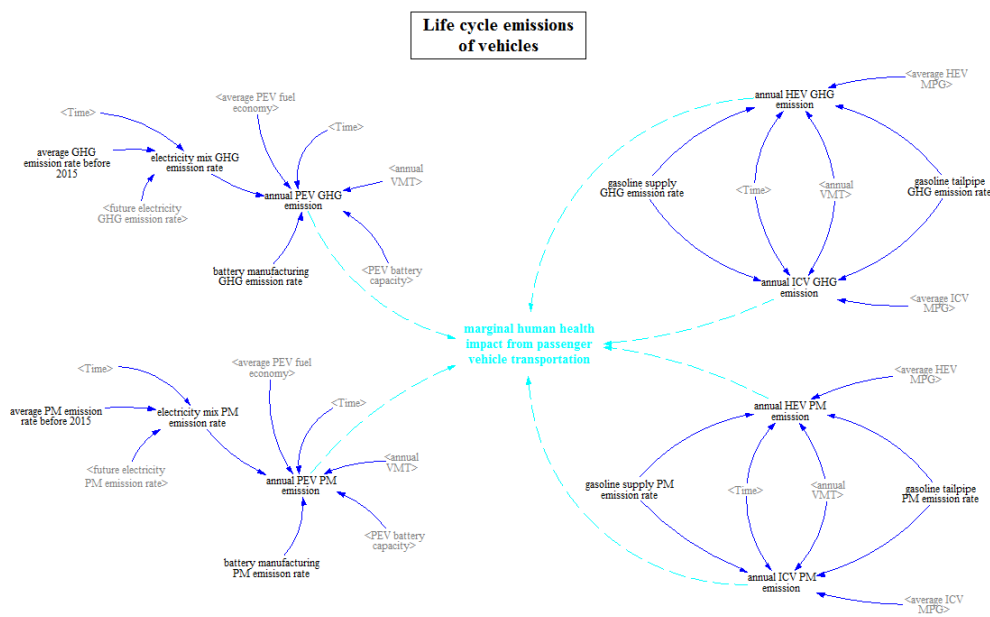 Life cycle emissions
of vehicles
<Time>
<average PEV fuel
economy>
<Time>
average GHG
emission rate before
2015
electricity mix GHG
emission rate
<annual
VMT>
annual PEV GHG
emission
<future electricity
GHG emission rate>
battery manufacturing
GHG emission rate
<PEV battery
capacity>
<average HEV
MPG>
annual HEV GHG
emission
gasoline supply
GHG emission rate
<Time>
<annual
VMT>
gasoline tailpipe
GHG emission rate
annual ICV GHG
emission
<average ICV
MPG>
marginal human health
impact from passenger
vehicle transportation
<Time>
<average PEV fuel
economy>
<Time>
average PM emission
rate before 2015
electricity mix PM
emission rate
<annual
VMT>
<future electricity
PM emission rate>
annual PEV PM
emission
<PEV battery
capacity>
battery manufacturing
PM emisison rate
<average HEV
MPG>
annual HEV PM
emission
gasoline supply PM
emission rate
<Time>
<annual
VMT>
gasoline tailpipe
PM emission rate
annual ICV PM
emission
<average ICV
MPG>